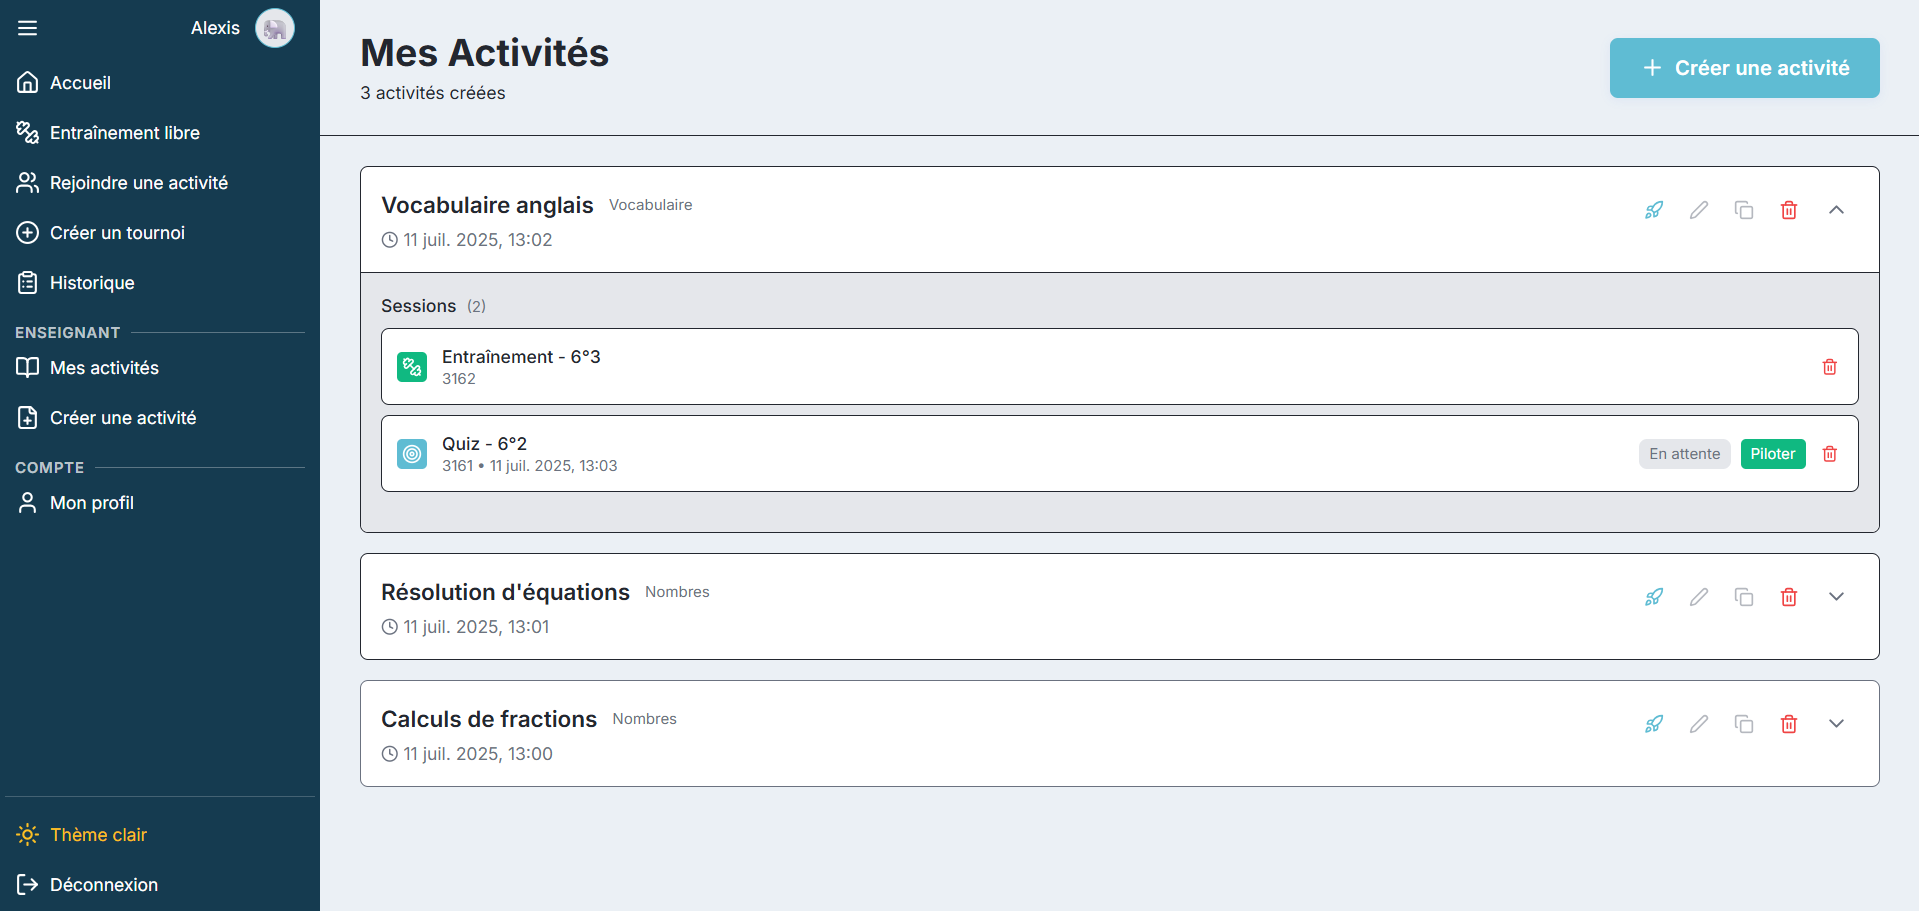 Alexis
Accueil
Entraînement libre
Rejoindre une activité
Créer un tournoi
Historique
ENSEIGNANT
Mes activités
Créer une activité
COMPTE
Mon profil
Thème clair
Déconnexion
Mes Activités
3 activités créées
Créer une activité
Vocabulaire anglais Vocabulaire
11 juil. 2025, 13:02
Sessions (2)
Entraînement - 6°3
3162
Quiz - 6°2
3161 • 11 juil. 2025, 13:03
En attente Piloter
Résolution d'équations Nombres
11 juil. 2025, 13:01
Calculs de fractions Nombres
11 juil. 2025, 13:00